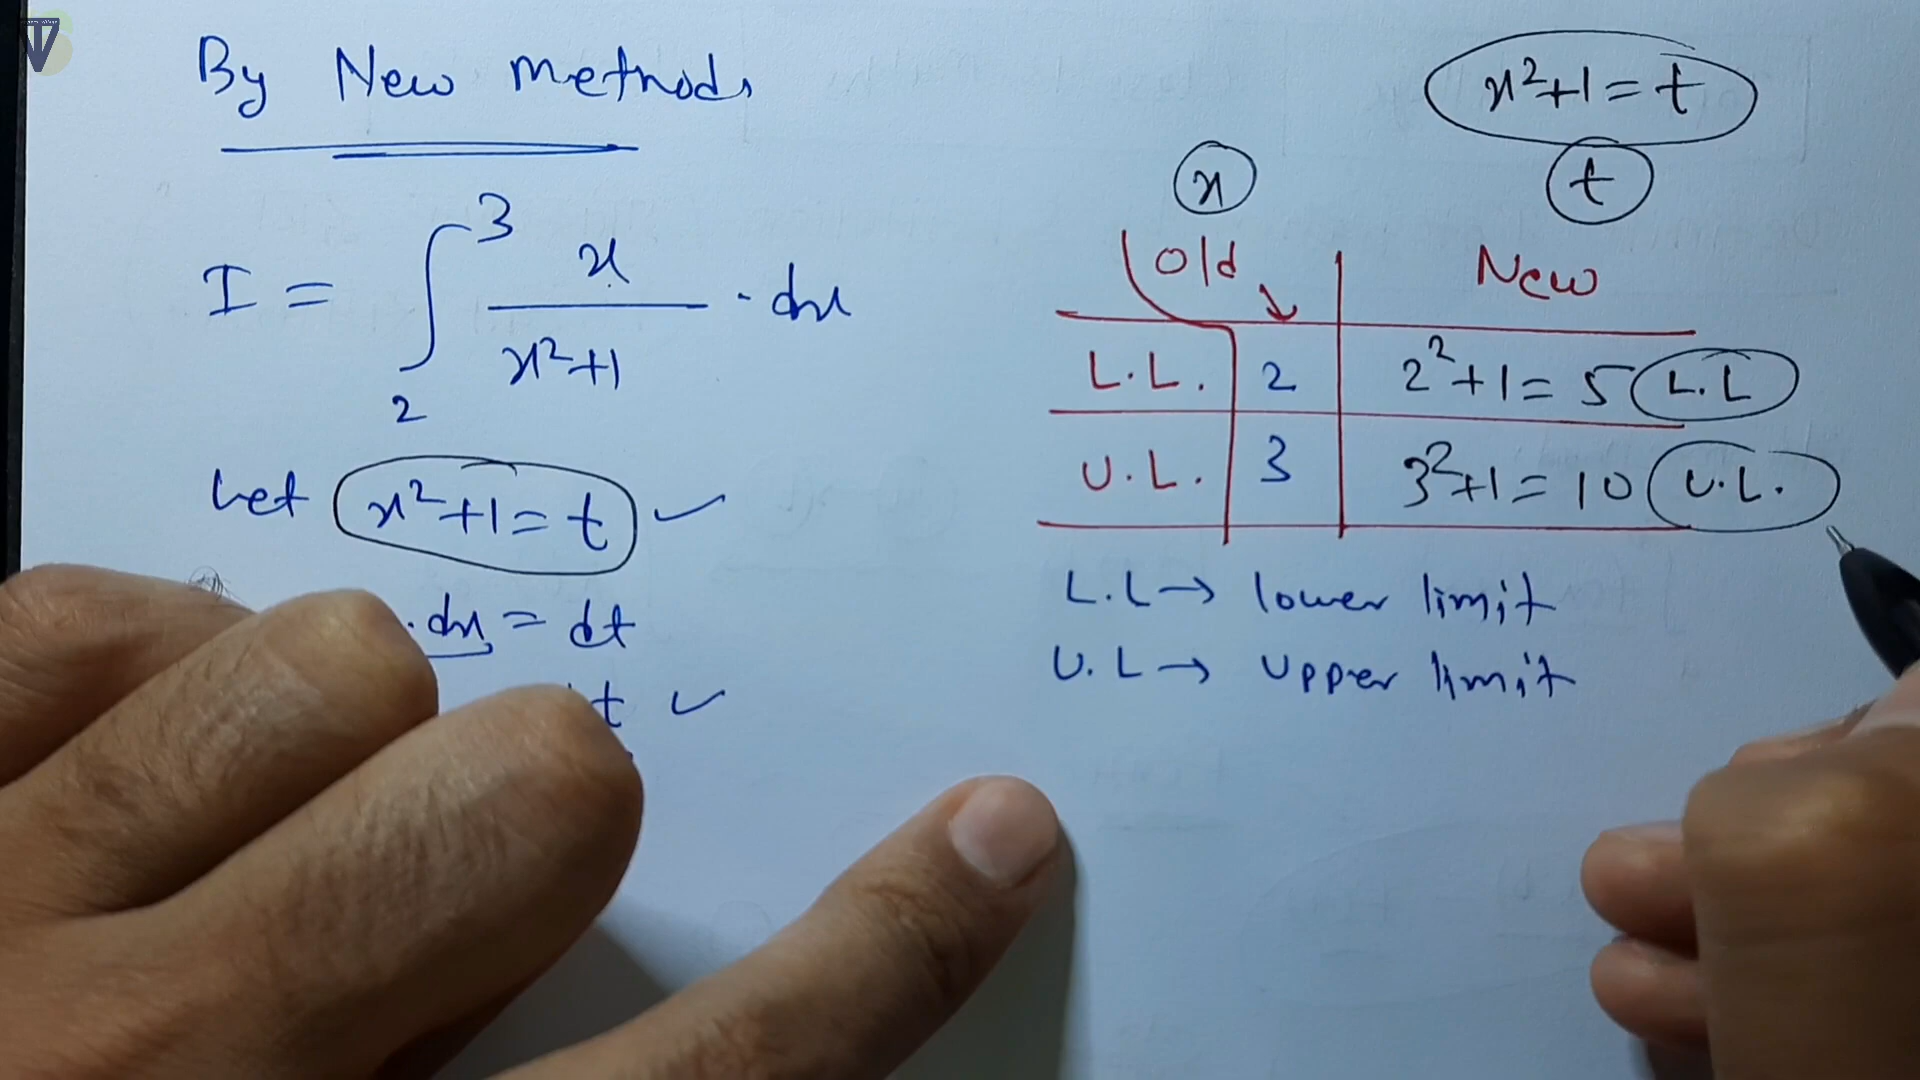 By New methods
x²+1=t
x
t
I = ∫₂³ x/x²+1 · dx
Old New
L.L. 2 2²+1=5 L.L
U.L. 3 3²+1=10 U.L.
Let x²+1=t ✓
.dx = dt
t ✓
L.L → lower limit
U.L → Upper limit